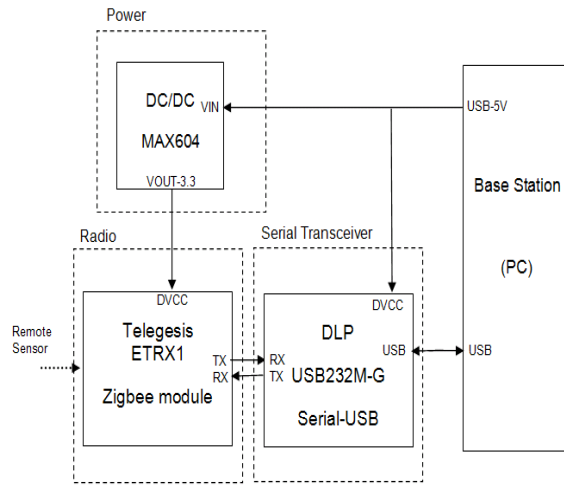 Power
DC/DC
VIN
MAX604
VOUT-3.3
USB-5V
Base Station
(PC)
USB
Radio
DVCC
Telegesis
ETRX1
TX
RX
Zigbee module
Remote
Sensor
Serial Transceiver
DVCC
DLP
RX
USB
TX
USB232M-G
Serial-USB